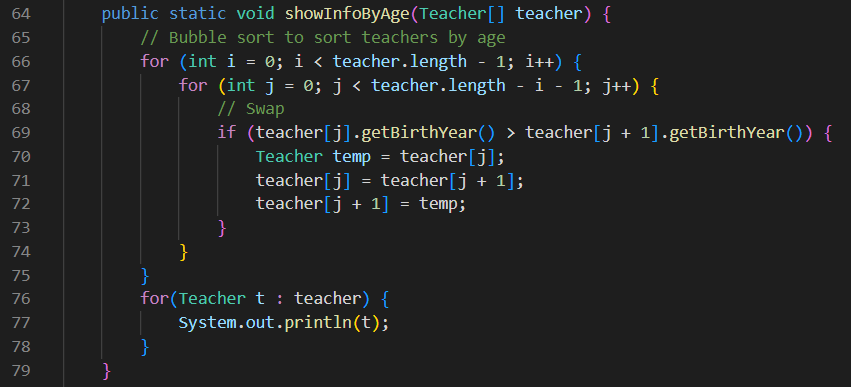 64 public static void showInfoByAge(Teacher[] teacher) {
65 // Bubble sort to sort teachers by age
66 for (int i = 0; i < teacher.length - 1; i++) {
67 for (int j = 0; j < teacher.length - i - 1; j++) {
68 // Swap
69 if (teacher[j].getBirthYear() > teacher[j + 1].getBirthYear()) {
70 Teacher temp = teacher[j];
71 teacher[j] = teacher[j + 1];
72 teacher[j + 1] = temp;
73 }
74 }
75 }
76 for(Teacher t : teacher) {
77 System.out.println(t);
78 }
79 }